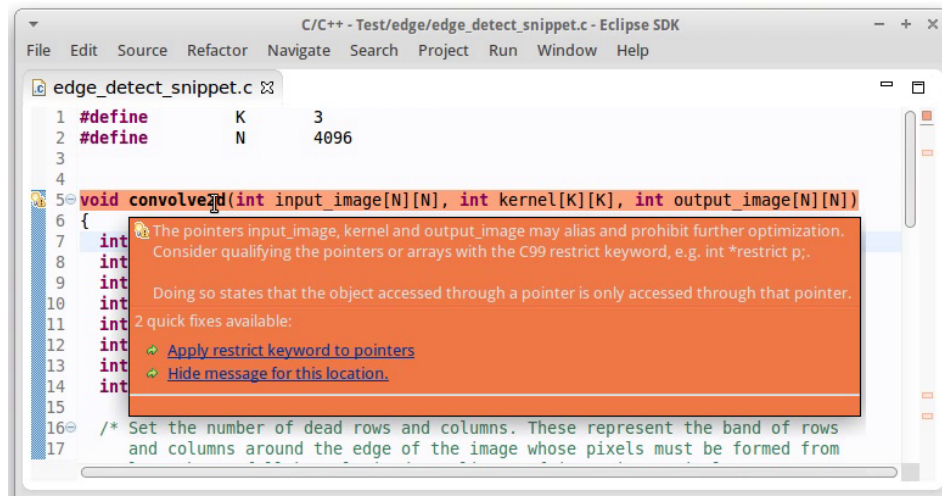 C/C++ - Test/edge/edge_detect_snippet.c - Eclipse SDK
File Edit Source Refactor Navigate Search Project Run Window Help
edge_detect_snippet.c
1 #define K 3
2 #define N 4096
3
4
5 void convolve2d(int input_image[N][N], int kernel[K][K], int output_image[N][N])
6 {
The pointers input_image, kernel and output_image may alias and prohibit further optimization.
7 int
Consider qualifying the pointers or arrays with the C99 restrict keyword, e.g. int *restrict p;.
8 int
9 int
Doing so states that the object accessed through a pointer is only accessed through that pointer.
10 int
2 quick fixes available:
11 int
12 int
Apply restrict keyword to pointers
13 int
Hide message for this location.
14 int
15
16 /* Set the number of dead rows and columns. These represent the band of rows
17 and columns around the edge of the image whose pixels must be formed from